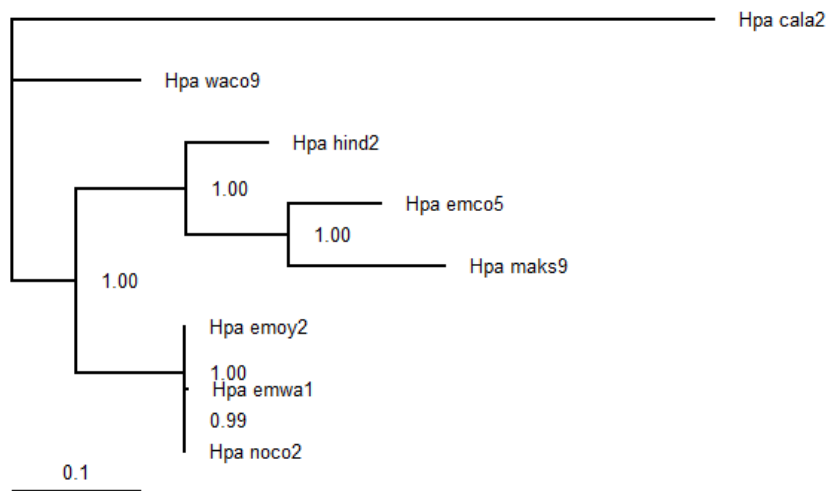 Hpa cala2
Hpa waco9
Hpa hind2
1.00
Hpa emco5
1.00
Hpa maks9
1.00
Hpa emoy2
1.00
Hpa emwa1
0.99
Hpa noco2
0.1